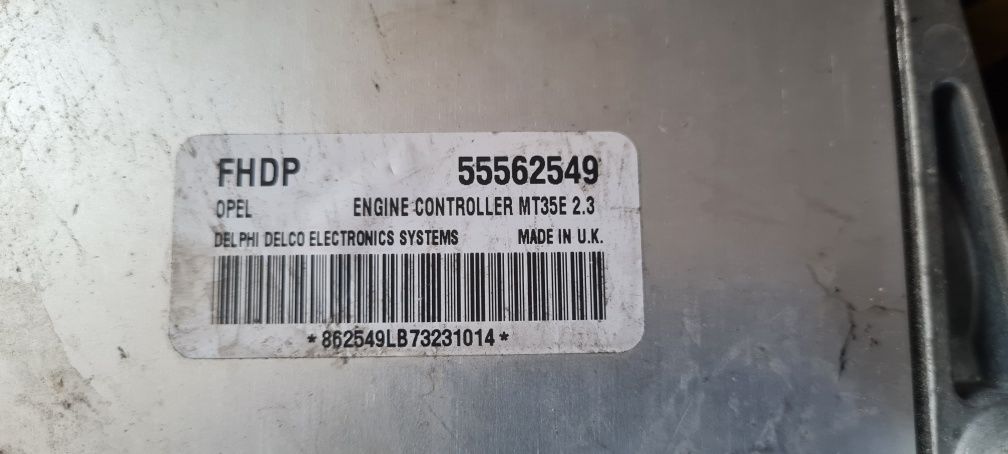 FHDP 55562549
OPEL ENGINE CONTROLLER MT35E 2.3
DELPHI DELCO ELECTRONICS SYSTEMS MADE IN U.K.
*862549LB73231014*